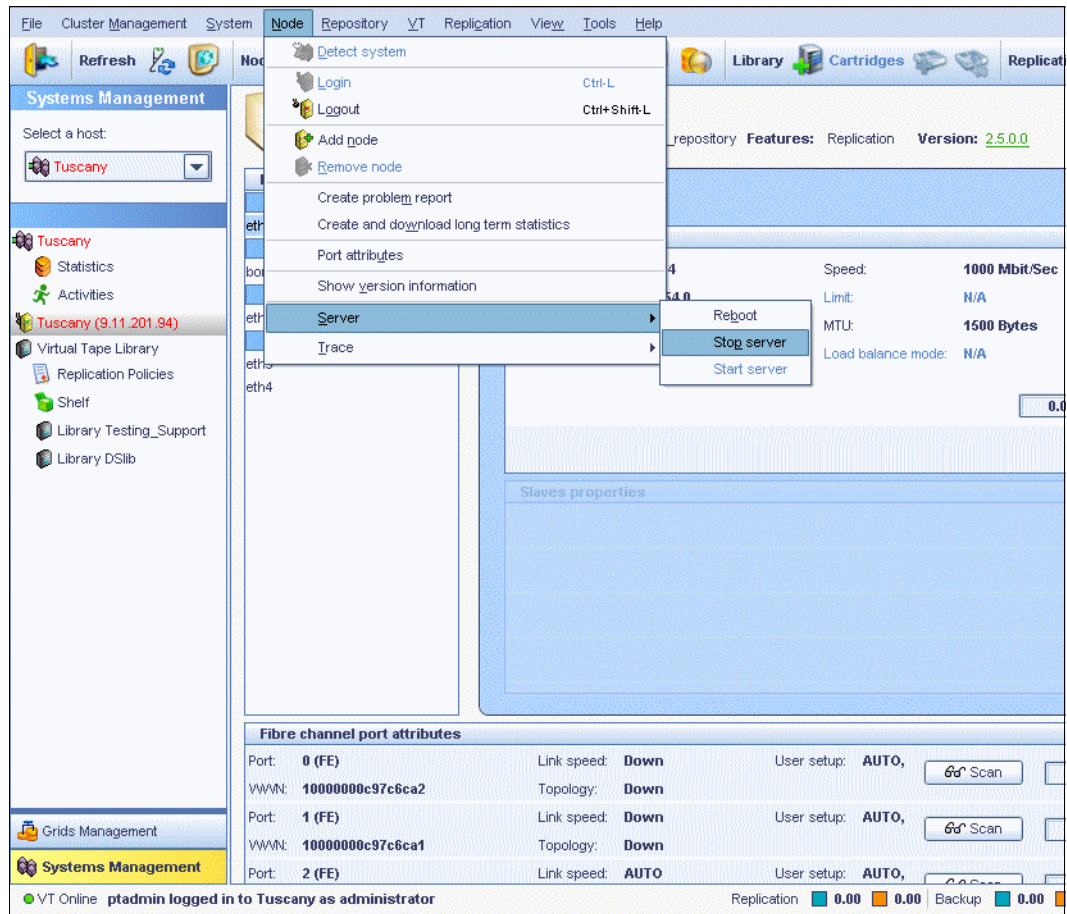 File Cluster Management System Node Repository VT Replication View Tools Help
Refresh Library Cartridges
Systems Management
Select a host:
Tuscany
Tuscany
Statistics
Activities
Tuscany (9.11.201.94)
Virtual Tape Library
Replication Policies
Shelf
Library Testing_Support
Library DSlib
Grids Management
Systems Management
Detect system
Login Ctrl-L
Logout Ctrl+Shift-L
Add node
Remove node
Create problem report
Create and download long term statistics
Port attributes
Show version information
Server
Trace
Reboot
Stop server
Start server
_repository Features: Replication Version: 2.5.0.0
eth4
Speed: 1000 Mbit/Sec
Limit: N/A
MTU: 1500 Bytes
Load balance mode: N/A
Slaves properties
Fibre channel port attributes
Port: 0 (FE) Link speed: Down User setup: AUTO, Scan
WWN: 10000000c97c6ca2 Topology: Down
Port: 1 (FE) Link speed: Down User setup: AUTO, Scan
WWN: 10000000c97c6ca1 Topology: Down
Port: 2 (FE) Link speed: AUTO User setup: AUTO,
VT Online ptadmin logged in to Tuscany as administrator Replication 0.00 0.00 Backup 0.00